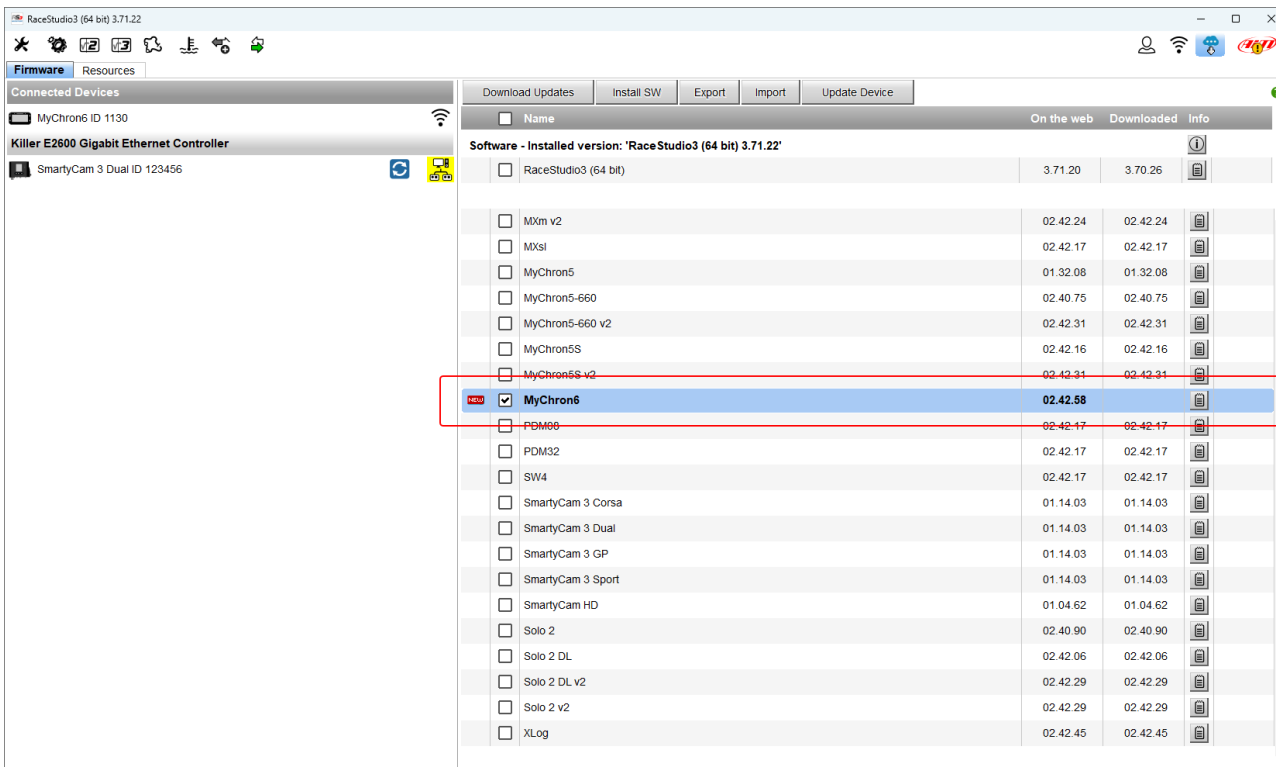 RaceStudio3 (64 bit) 3.71.22
Firmware Resources
Connected Devices
MyChron6 ID 1130
Killer E2600 Gigabit Ethernet Controller
SmartyCam 3 Dual ID 123456
Download Updates Install SW Export Import Update Device
Name On the web Downloaded Info
Software - Installed version: 'RaceStudio3 (64 bit) 3.71.22'
RaceStudio3 (64 bit) 3.71.20 3.70.26
MXm v2 02.42.24 02.42.24
MXsl 02.42.17 02.42.17
MyChron5 01.32.08 01.32.08
MyChron5-660 02.40.75 02.40.75
MyChron5-660 v2 02.42.31 02.42.31
MyChron5S 02.42.16 02.42.16
MyChron5S v2 02.42.31 02.42.31
NEW MyChron6 02.42.58
02.42.17 02.42.17
PDM32 02.42.17 02.42.17
SW4 02.42.17 02.42.17
SmartyCam 3 Corsa 01.14.03 01.14.03
SmartyCam 3 Dual 01.14.03 01.14.03
SmartyCam 3 GP 01.14.03 01.14.03
SmartyCam 3 Sport 01.14.03 01.14.03
SmartyCam HD 01.04.62 01.04.62
Solo 2 02.40.90 02.40.90
Solo 2 DL 02.42.06 02.42.06
Solo 2 DL v2 02.42.29 02.42.29
Solo 2 v2 02.42.29 02.42.29
XLog 02.42.45 02.42.45